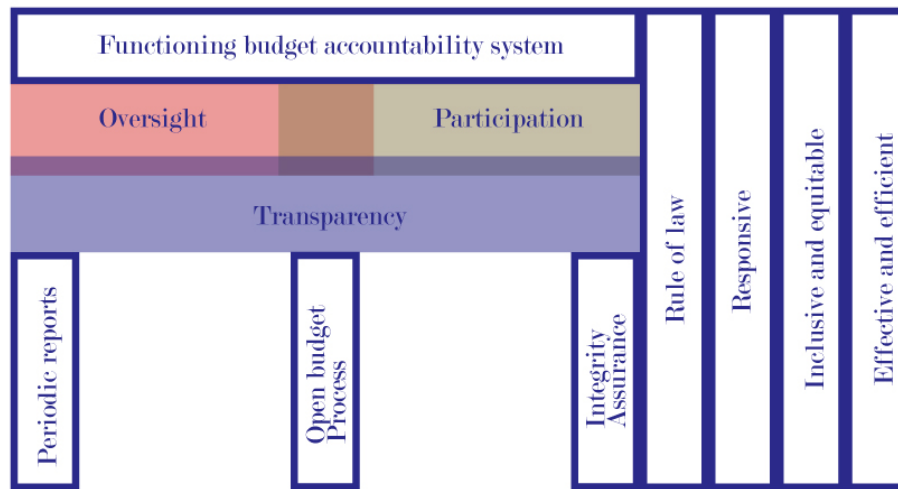 Functioning budget accountability system
Oversight
Participation
Transparency
Periodic reports
Open budget
Process
Integrity
Assurance
Rule of law
Responsive
Inclusive and equitable
Effective and efficient